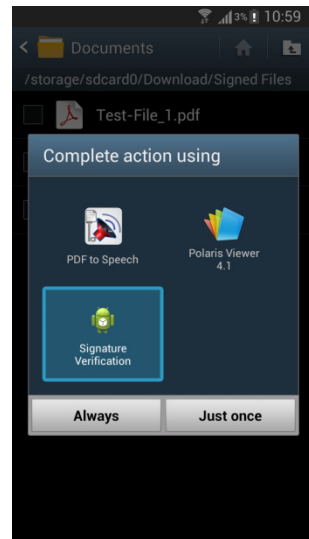 3% 10:59
Documents
/storage/sdcard0/Download/Signed Files
Test-File_1.pdf
Complete action using
PDF to Speech
Polaris Viewer
4.1
Signature
Verification
Always
Just once